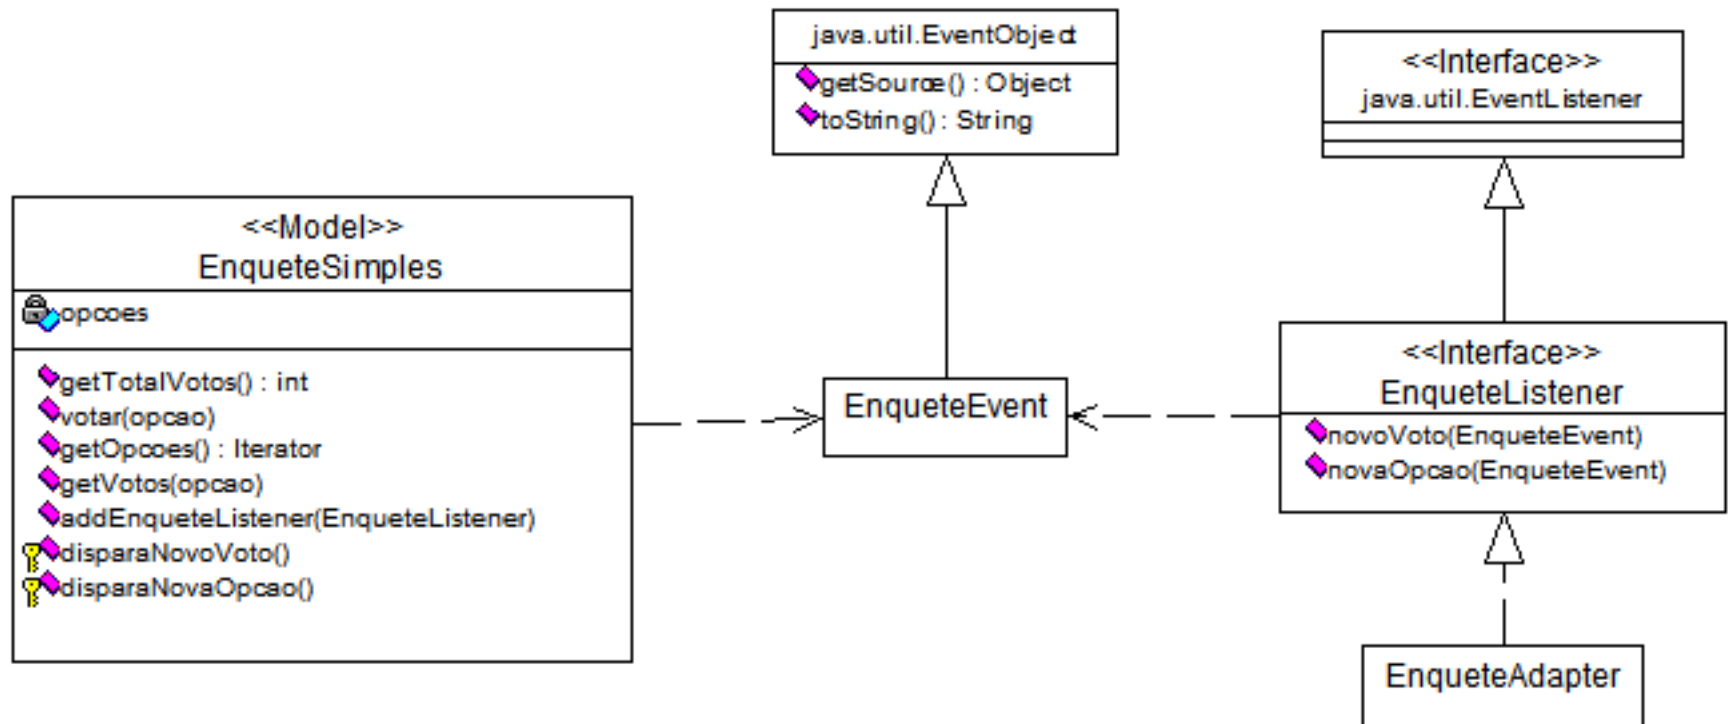 java.util.EventObject
getSource() : Object
toString() : String
<<Interface>>
java.util.EventListener
<<Model>>
EnqueteSimples
opcoes
getTotalVotos() : int
votar(opcao)
getOpcoes() : Iterator
getVotos(opcao)
addEnqueteListener(EnqueteListener)
disparaNovoVoto()
disparaNovaOpcao()
EnqueteEvent
<<Interface>>
EnqueteListener
novoVoto(EnqueteEvent)
novaOpcao(EnqueteEvent)
EnqueteAdapter